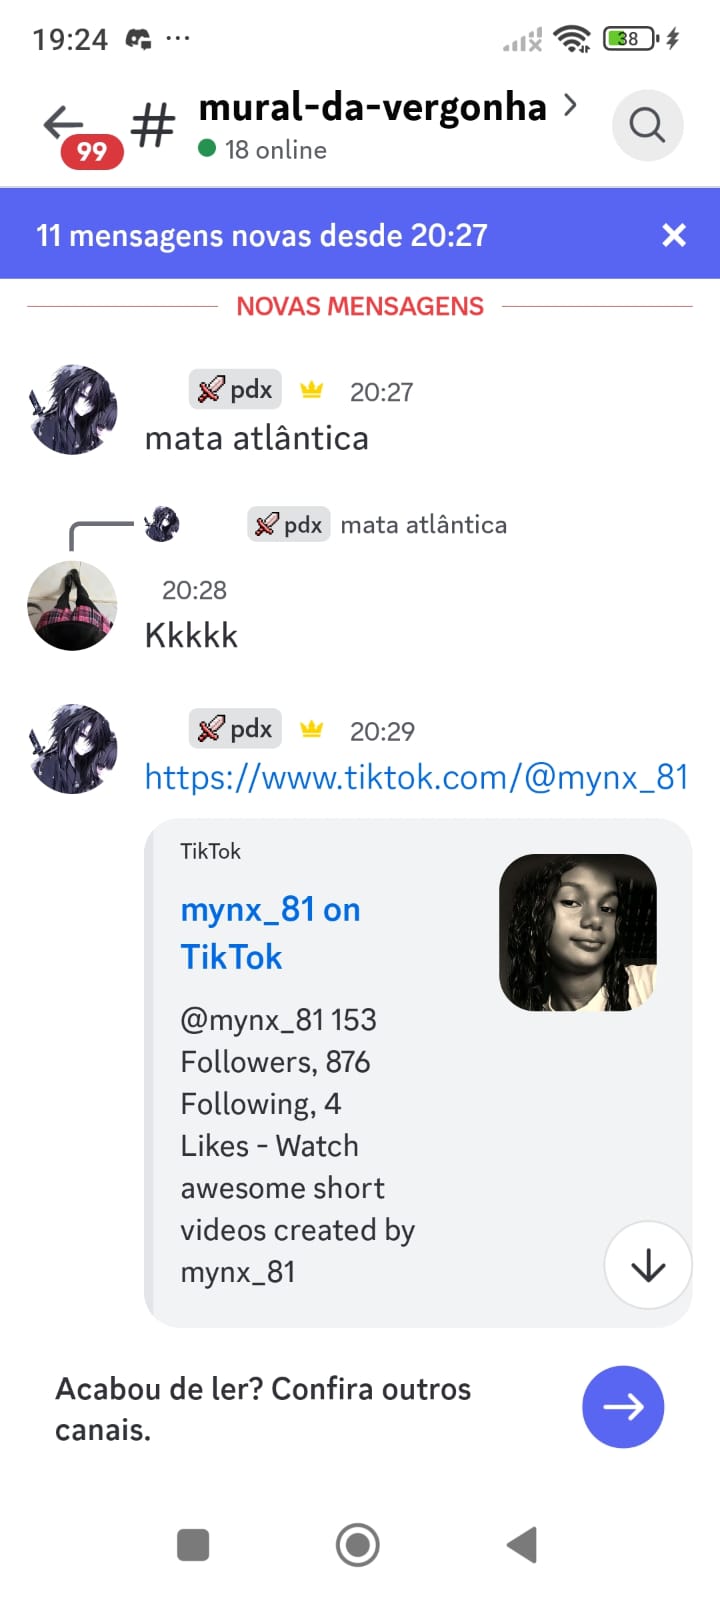 19:24
38
mural-da-vergonha
99
18 online
11 mensagens novas desde 20:27
NOVAS MENSAGENS
pdx 20:27
mata atlântica
pdx mata atlântica
20:28
Kkkkk
pdx 20:29
https://www.tiktok.com/@mynx_81
TikTok
mynx_81 on
TikTok
@mynx_81 153
Followers, 876
Following, 4
Likes - Watch
awesome short
videos created by
mynx_81
Acabou de ler? Confira outros
canais.